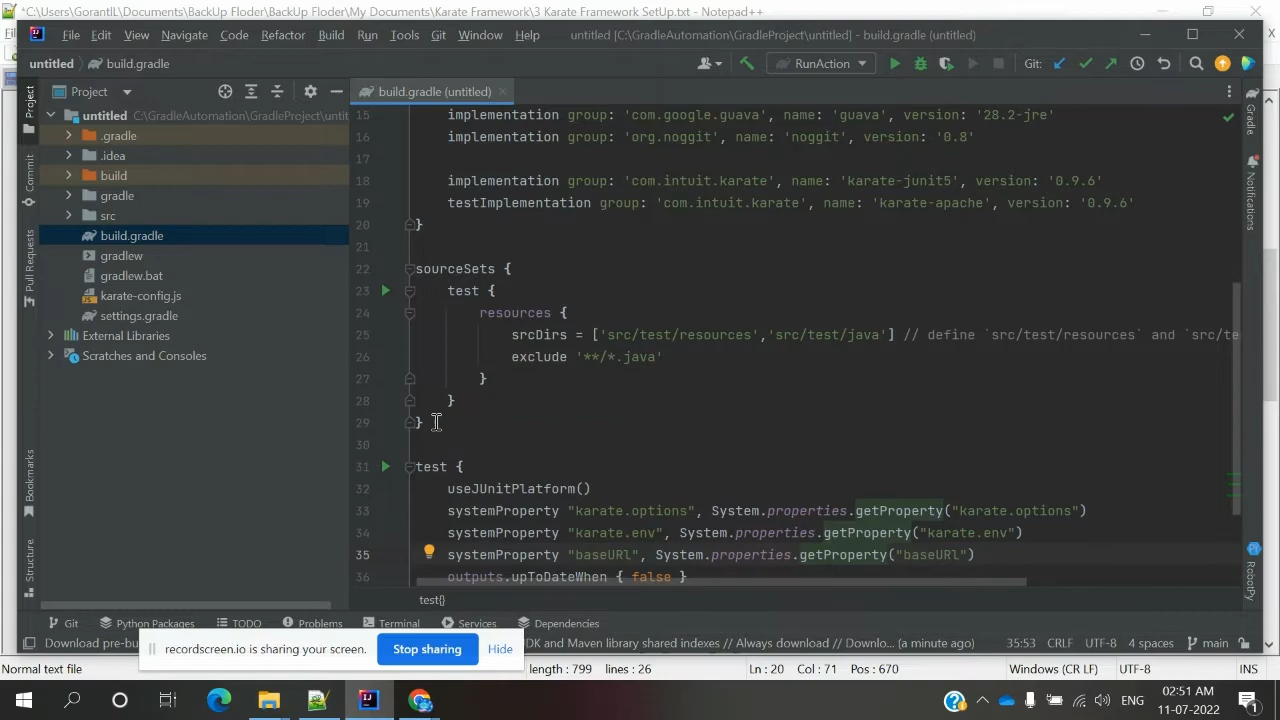 *C:\Users\GorantlL\Documents\BackUp Floder\BackUp Floder\My Documents\Karate Framework\3 Karate Framework SetUp.txt - Notepad++
File Edit View Navigate Code Refactor Build Run Tools Git Window Help untitled [C:\GradleAutomation\GradleProject\untitled] - build.gradle (untitled)
untitled build.gradle RunAction Git:
Project build.gradle (untitled)
untitled C:\GradleAutomation\GradleProject\untit
.gradle
.idea
build
gradle
src
build.gradle
gradlew
gradlew.bat
karate-config.js
settings.gradle
External Libraries
Scratches and Consoles
Project
Commit
Pull Requests
Bookmarks
Structure
15 implementation group: 'com.google.guava', name: 'guava', version: '28.2-jre'
16 implementation group: 'org.noggit', name: 'noggit', version: '0.8'
17
18 implementation group: 'com.intuit.karate', name: 'karate-junit5', version: '0.9.6'
19 testImplementation group: 'com.intuit.karate', name: 'karate-apache', version: '0.9.6'
20 }
21
22 sourceSets {
23 test {
24 resources {
25 srcDirs = ['src/test/resources','src/test/java'] // define `src/test/resources` and `src/te
26 exclude '**/*.java'
27 }
28 }
29 }
30
31 test {
32 useJUnitPlatform()
33 systemProperty "karate.options", System.properties.getProperty("karate.options")
34 systemProperty "karate.env", System.properties.getProperty("karate.env")
35 systemProperty "baseURl", System.properties.getProperty("baseURl")
36 outputs.upToDateWhen { false }
test{}
Gradle
Notifications
RobotPy
Git Python Packages TODO Problems Terminal Services Dependencies
Download pre-bu
DK and Maven library shared indexes // Always download // Downlo... (a minute ago) 35:53 CRLF UTF-8 4 spaces main
recordscreen.io is sharing your screen. Stop sharing Hide
Normal text file length : 799 lines : 26 Ln : 20 Col : 71 Pos : 670 Windows (CR LF) UTF-8 INS
ENG 02:51 AM
11-07-2022